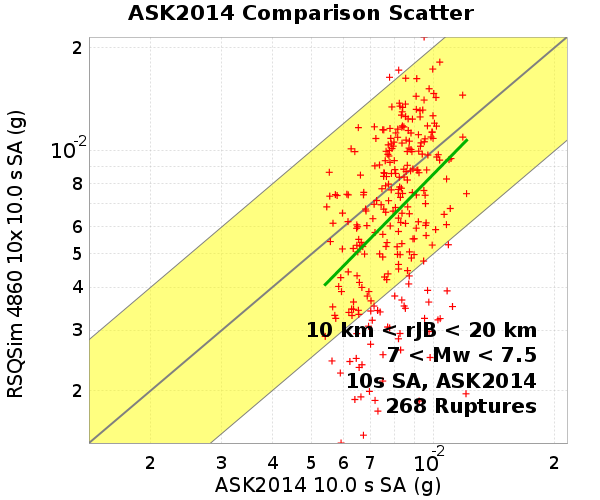 ASK2014 Comparison Scatter
RSQSim 4860 10x 10.0 s SA (g)
2
10-2
8
6
5
4
3
2
10 km < rJB < 20 km
7 < Mw < 7.5
10s SA, ASK2014
268 Ruptures
2 3 4 5 6 7 10-2 2
ASK2014 10.0 s SA (g)